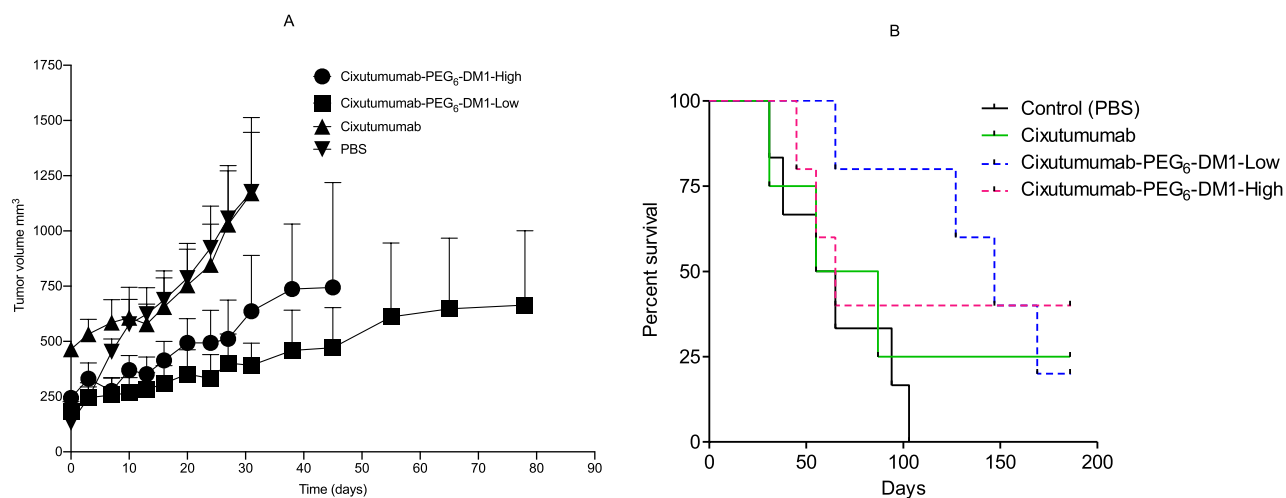 A
1750
1500
1250
1000
750
500
250
0
Tumor volume mm³
0 10 20 30 40 50 60 70 80 90
Time (days)
Cixutumumab-PEG₆-DM1-High
Cixutumumab-PEG₆-DM1-Low
Cixutumumab
PBS
B
100
75
50
25
0
Percent survival
0 50 100 150 200
Days
Control (PBS)
Cixutumumab
Cixutumumab-PEG₆-DM1-Low
Cixutumumab-PEG₆-DM1-High